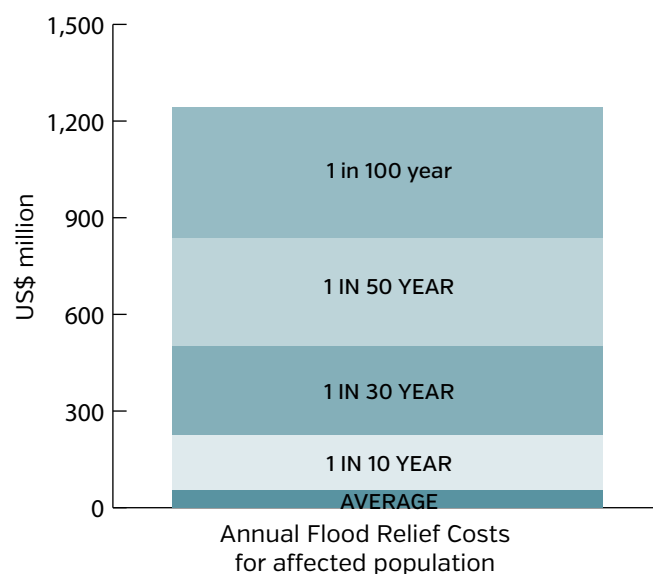 1,500
1,200
900
600
300
0
US$ million
1 in 100 year
1 IN 50 YEAR
1 IN 30 YEAR
1 IN 10 YEAR
AVERAGE
Annual Flood Relief Costs
for affected population